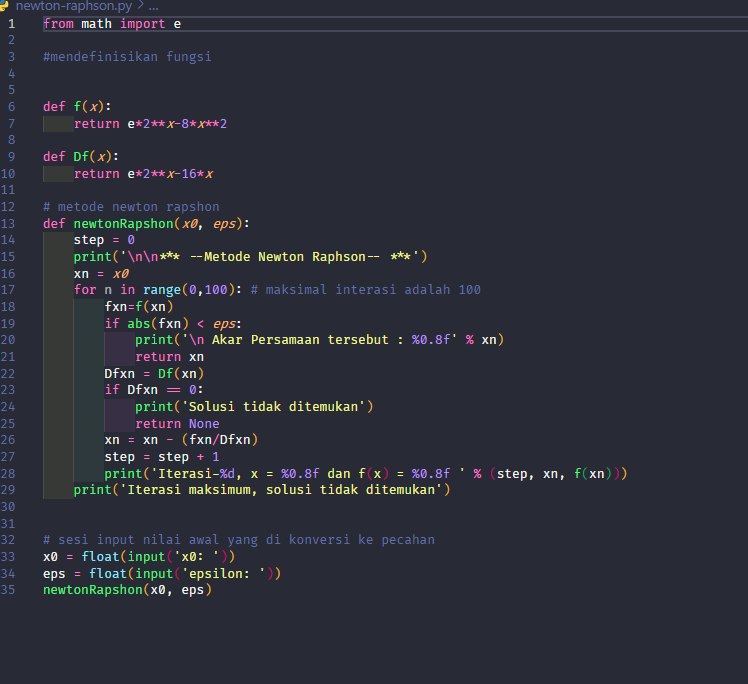 newton-raphson.py > ...
1 from math import e
2
3 #mendefinisikan fungsi
4
5
6 def f(x):
7 return e*2**x-8*x**2
8
9 def Df(x):
10 return e*2**x-16*x
11
12 # metode newton rapshon
13 def newtonRapshon(x0, eps):
14 step = 0
15 print('\n\n*** --Metode Newton Raphson-- ***')
16 xn = x0
17 for n in range(0,100): # maksimal interasi adalah 100
18 fxn=f(xn)
19 if abs(fxn) < eps:
20 print('\n Akar Persamaan tersebut : %0.8f' % xn)
21 return xn
22 Dfxn = Df(xn)
23 if Dfxn == 0:
24 print('Solusi tidak ditemukan')
25 return None
26 xn = xn - (fxn/Dfxn)
27 step = step + 1
28 print('Iterasi-%d, x = %0.8f dan f(x) = %0.8f ' % (step, xn, f(xn)))
29 print('Iterasi maksimum, solusi tidak ditemukan')
30
31
32 # sesi input nilai awal yang di konversi ke pecahan
33 x0 = float(input('x0: '))
34 eps = float(input('epsilon: '))
35 newtonRapshon(x0, eps)